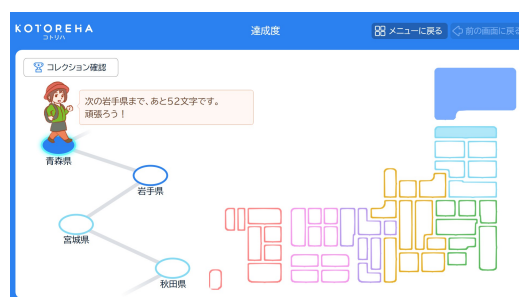 KOTOREHA
コトリハ
達成度
メニューに戻る
前の画面に戻る
コレクション確認
次の岩手県まで、あと52文字です。
頑張ろう！
青森県
岩手県
宮城県
秋田県